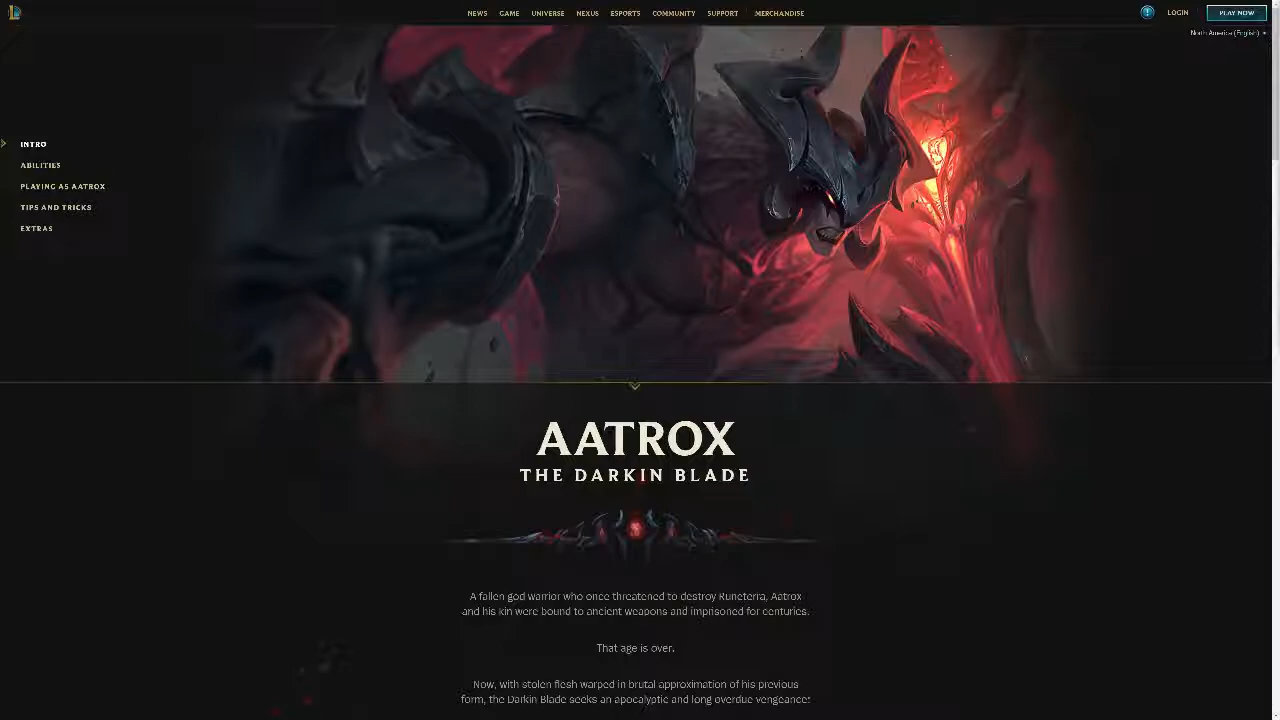 NEWS GAME UNIVERSE NEXUS ESPORTS COMMUNITY SUPPORT MERCHANDISE LOGIN PLAY NOW
North America (English)
INTRO
ABILITIES
PLAYING AS AATROX
TIPS AND TRICKS
EXTRAS
AATROX
THE DARKIN BLADE
A fallen god warrior who once threatened to destroy Runeterra, Aatrox
and his kin were bound to ancient weapons and imprisoned for centuries.
That age is over.
Now, with stolen flesh warped in brutal approximation of his previous
form, the Darkin Blade seeks an apocalyptic and long overdue vengeance: